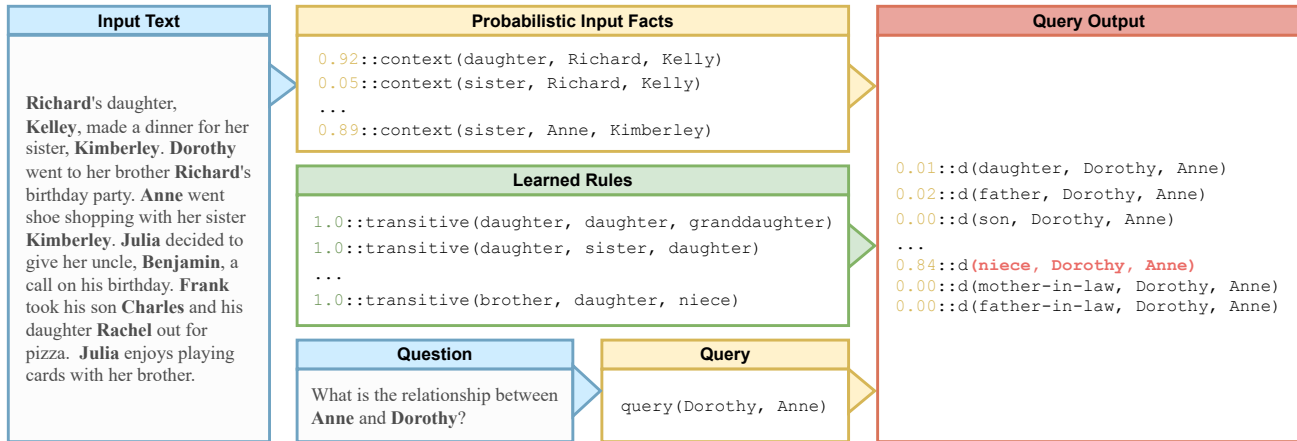 Input Text
Richard's daughter,
Kelley, made a dinner for her
sister, Kimberley. Dorothy
went to her brother Richard's
birthday party. Anne went
shoe shopping with her sister
Kimberley. Julia decided to
give her uncle, Benjamin, a
call on his birthday. Frank
took his son Charles and his
daughter Rachel out for
pizza. Julia enjoys playing
cards with her brother.
Probabilistic Input Facts
0.92::context(daughter, Richard, Kelly)
0.05::context(sister, Richard, Kelly)
...
0.89::context(sister, Anne, Kimberley)
Learned Rules
1.0::transitive(daughter, daughter, granddaughter)
1.0::transitive(daughter, sister, daughter)
...
1.0::transitive(brother, daughter, niece)
Question
What is the relationship between
Anne and Dorothy?
Query
query(Dorothy, Anne)
Query Output
0.01::d(daughter, Dorothy, Anne)
0.02::d(father, Dorothy, Anne)
0.00::d(son, Dorothy, Anne)
...
0.84::d(niece, Dorothy, Anne)
0.00::d(mother-in-law, Dorothy, Anne)
0.00::d(father-in-law, Dorothy, Anne)